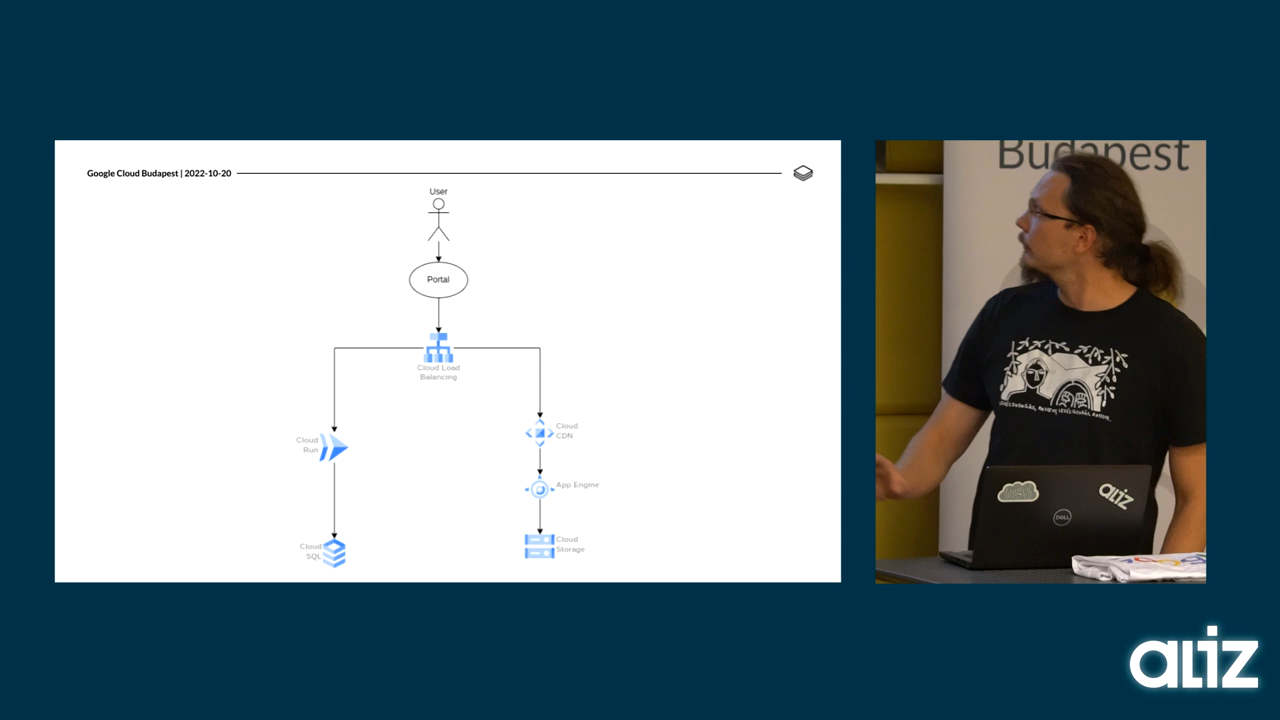 Google Cloud Budapest | 2022-10-20
User
Portal
Cloud Load
Balancing
Cloud
Run
Cloud
CDN
App Engine
Cloud
SQL
Cloud
Storage
Budapest
aLiz
DELL
aLiz